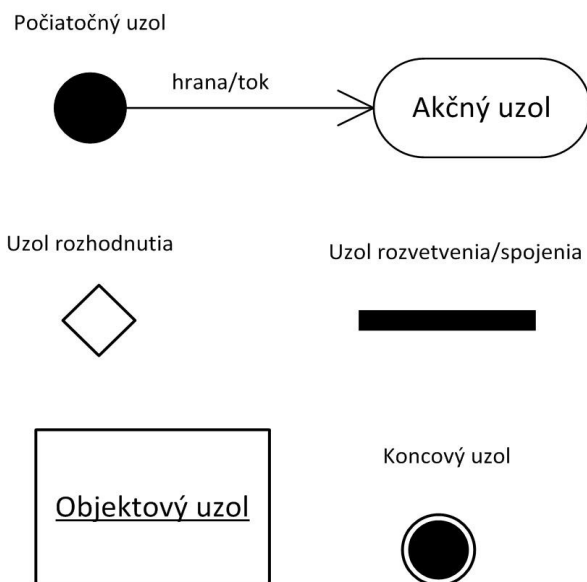 Počiatočný uzol
hrana/tok
Akčný uzol
Uzol rozhodnutia
Uzol rozvetvenia/spojenia
Objektový uzol
Koncový uzol